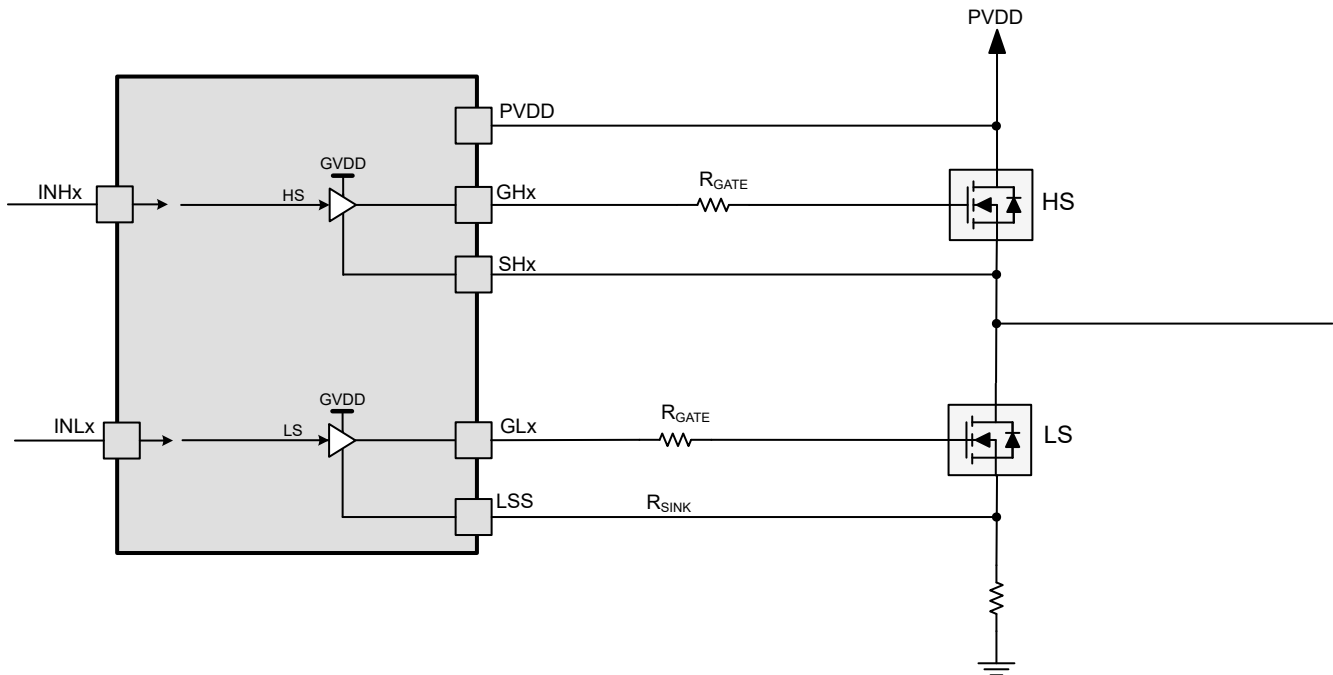 PVDD
PVDD
GVDD
INHx
HS
GHx
RGATE
HS
SHx
GVDD
INLx
LS
GLx
RGATE
LS
LSS
RSINK